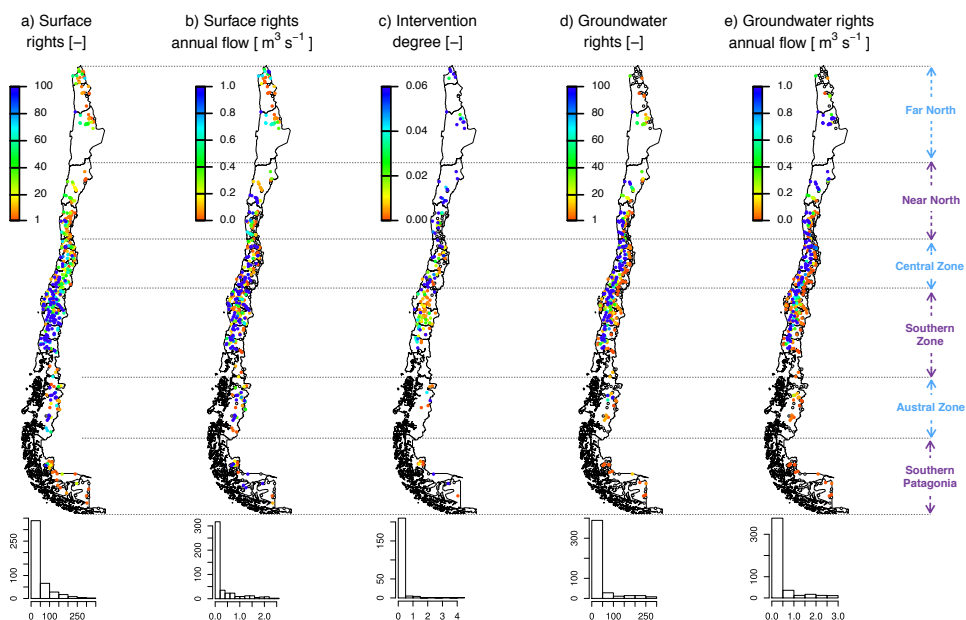 a) Surface
rights [−]
b) Surface rights
annual flow [ m³ s⁻¹ ]
c) Intervention
degree [−]
d) Groundwater
rights [−]
e) Groundwater rights
annual flow [ m³ s⁻¹ ]
100
80
60
40
20
1
1.0
0.8
0.6
0.4
0.2
0.0
0.06
0.04
0.02
0.00
100
80
60
40
20
1
1.0
0.8
0.6
0.4
0.2
0.0
Far North
Near North
Central Zone
Southern
Zone
Austral Zone
Southern
Patagonia
250
100
0
0 100 250
300
200
100
0
0.0 1.0 2.0
150
50
0
0 1 2 3 4
300
100
0
0 100 250
300
100
0
0.0 1.0 2.0 3.0